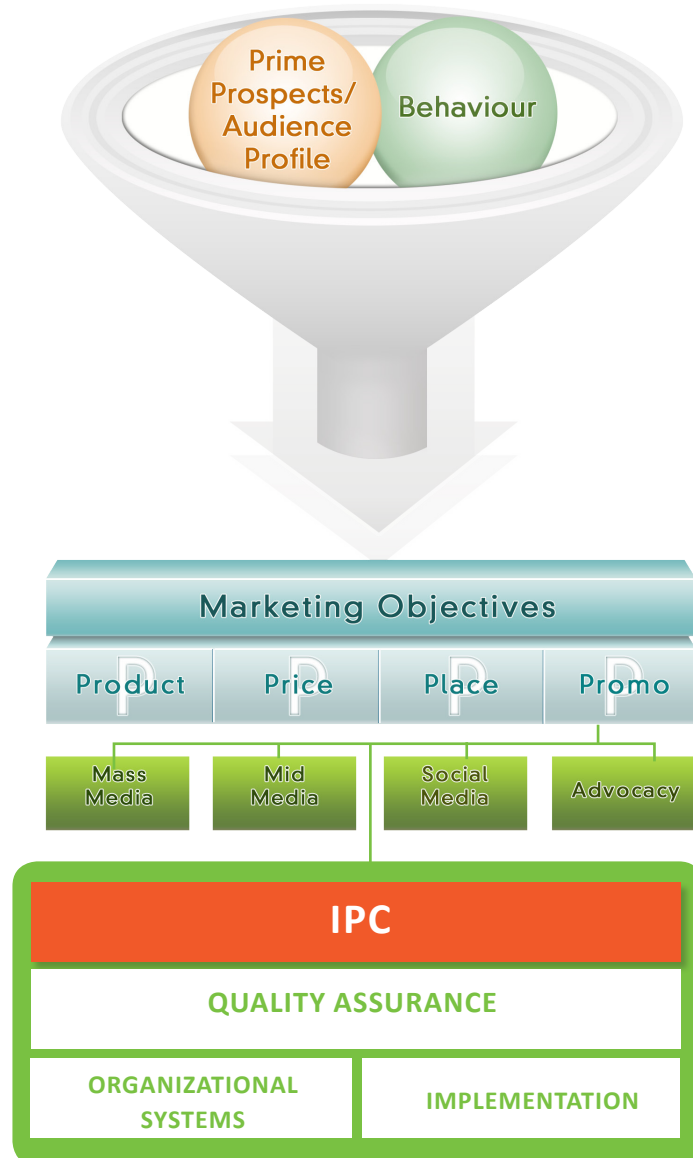 Prime
Prospects/
Audience
Profile
Behaviour
Marketing Objectives
Product Price Place Promo
P P P P
Mass
Media
Mid
Media
Social
Media
Advocacy
IPC
QUALITY ASSURANCE
ORGANIZATIONAL
SYSTEMS
IMPLEMENTATION